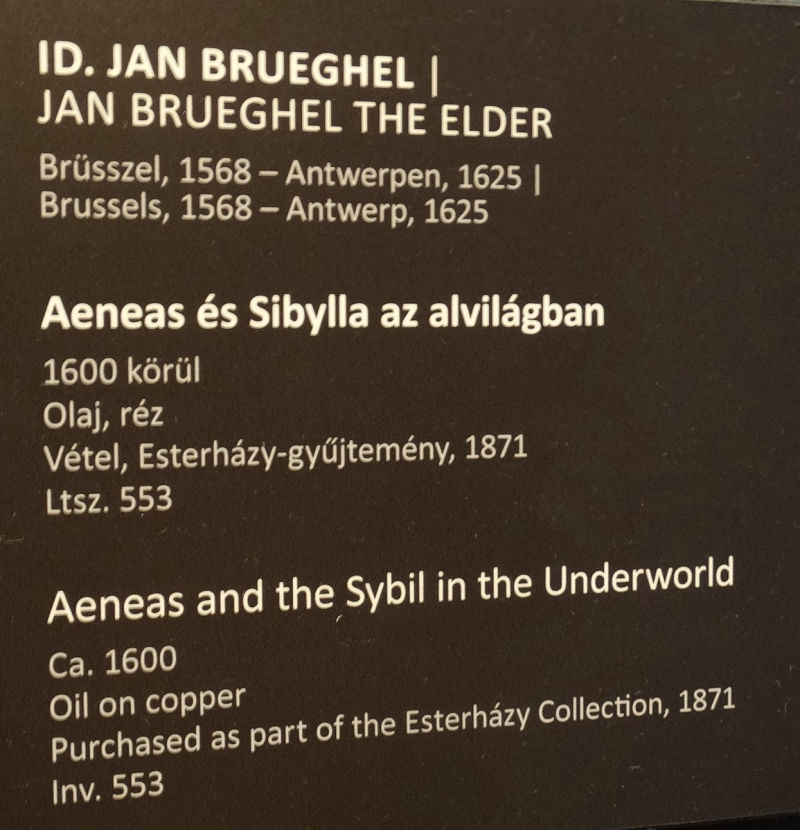 ID. JAN BRUEGHEL |
JAN BRUEGHEL THE ELDER
Brüsszel, 1568 – Antwerpen, 1625 |
Brussels, 1568 – Antwerp, 1625
Aeneas és Sibylla az alvilágban
1600 körül
Olaj, réz
Vétel, Esterházy-gyűjtemény, 1871
Ltsz. 553
Aeneas and the Sybil in the Underworld
Ca. 1600
Oil on copper
Purchased as part of the Esterházy Collection, 1871
Inv. 553